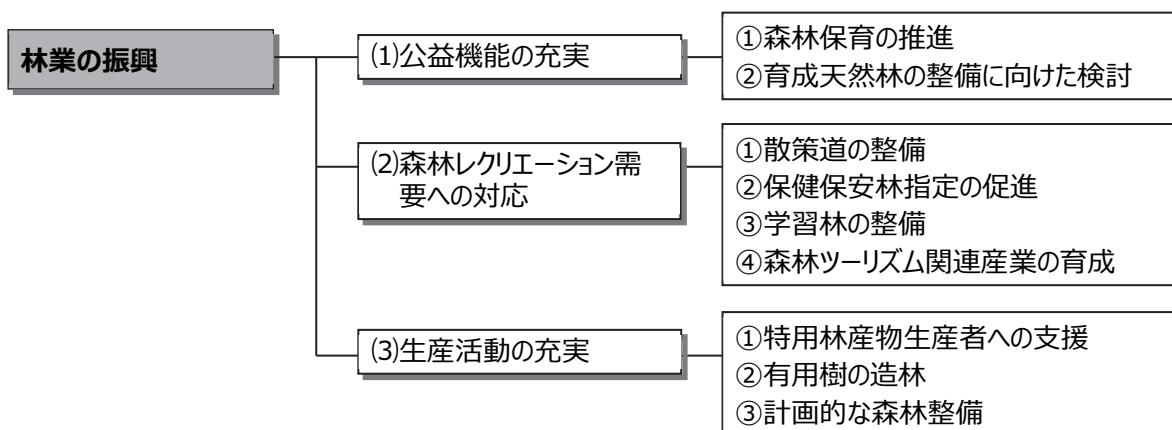 林業の振興
⑴公益機能の充実
①森林保育の推進
②育成天然林の整備に向けた検討
⑵森林レクリエーション需
要への対応
①散策道の整備
②保健保安林指定の促進
③学習林の整備
④森林ツーリズム関連産業の育成
⑶生産活動の充実
①特用林産物生産者への支援
②有用樹の造林
③計画的な森林整備